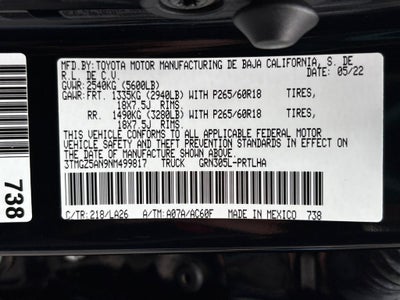 MFD.BY:TOYOTA MOTOR MANUFACTURING DE BAJA CALIFORNIA, S. DE
R.L. DE C.V. 05/22
GVWR:2540KG (5600LB)
GAWR:FRT. 1335KG (2940LB) WITH P265/60R18 TIRES,
18X7.5J RIMS.
RR. 1490KG (3280LB) WITH P265/60R18 TIRES,
18X7.5J RIMS.
THIS VEHICLE CONFORMS TO ALL APPLICABLE FEDERAL MOTOR
VEHICLE SAFETY AND THEFT PREVENTION STANDARDS IN EFFECT
ON THE DATE OF MANUFACTURE SHOWN ABOVE.
3TMGZ5AN9NM499817 TRUCK GRN305L-PRTLHA
C/TR:218/LA26 A/TM:A07A/AC60F MADE IN MEXICO 738
738